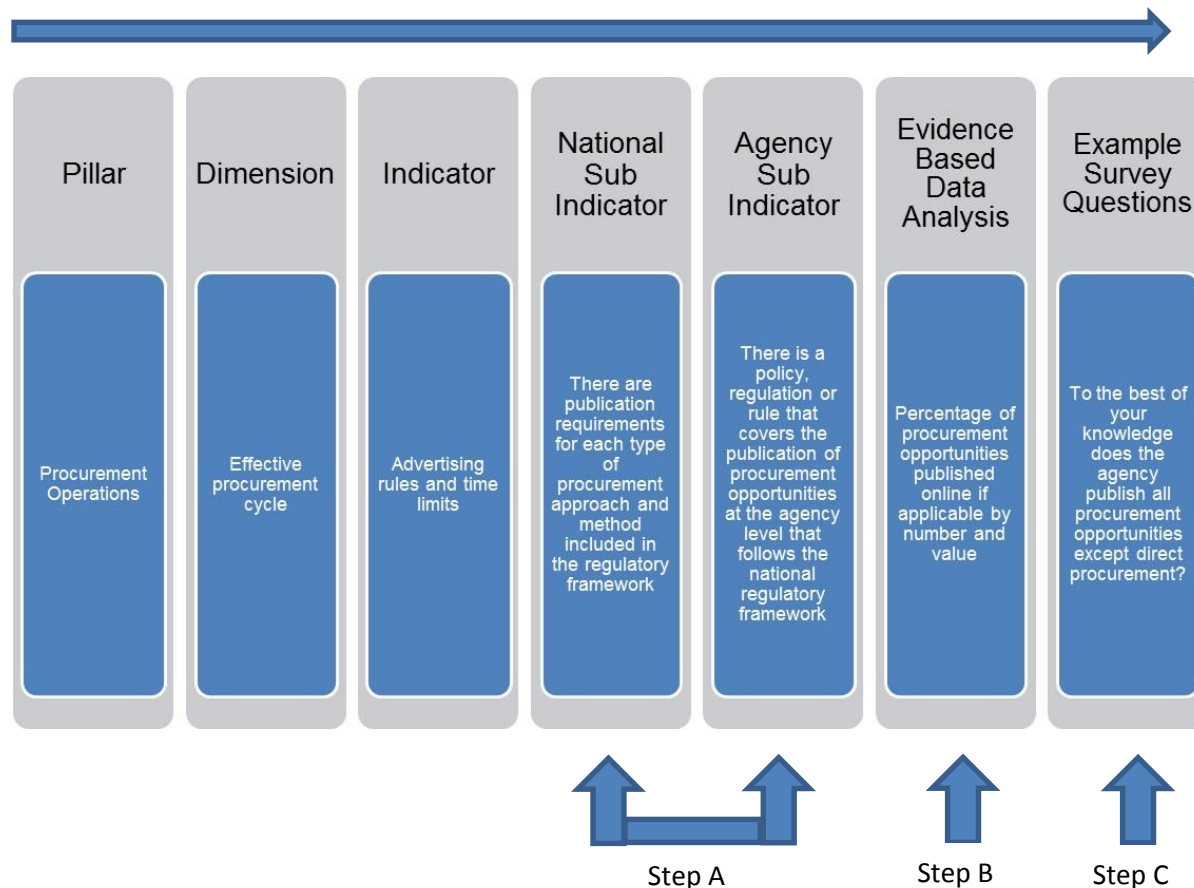 Pillar
Procurement
Operations
Dimension
Effective
procurement
cycle
Indicator
Advertising
rules and time
limits
National
Sub
Indicator
There are
publication
requirements
for each type
of
procurement
approach and
method
included in
the regulatory
framework
Agency
Sub
Indicator
There is a
policy,
regulation or
rule that
covers the
publication of
procurement
opportunities
at the agency
level that
follows the
national
regulatory
framework
Evidence
Based
Data
Analysis
Percentage of
procurement
opportunities
published
online if
applicable by
number and
value
Example
Survey
Questions
To the best of
your
knowledge
does the
agency
publish all
procurement
opportunities
except direct
procurement?
Step A
Step B
Step C